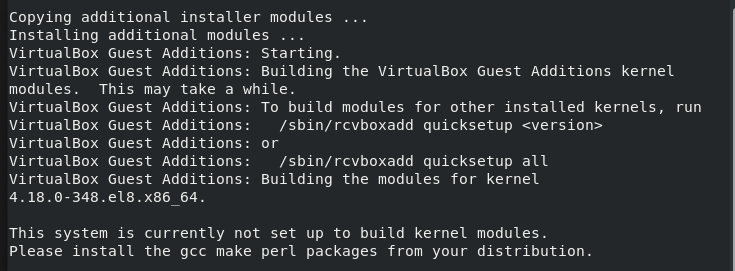 Copying additional installer modules ...
Installing additional modules ...
VirtualBox Guest Additions: Starting.
VirtualBox Guest Additions: Building the VirtualBox Guest Additions kernel
modules.  This may take a while.
VirtualBox Guest Additions: To build modules for other installed kernels, run
VirtualBox Guest Additions:   /sbin/rcvboxadd quicksetup <version>
VirtualBox Guest Additions: or
VirtualBox Guest Additions:   /sbin/rcvboxadd quicksetup all
VirtualBox Guest Additions: Building the modules for kernel
4.18.0-348.el8.x86_64.

This system is currently not set up to build kernel modules.
Please install the gcc make perl packages from your distribution.